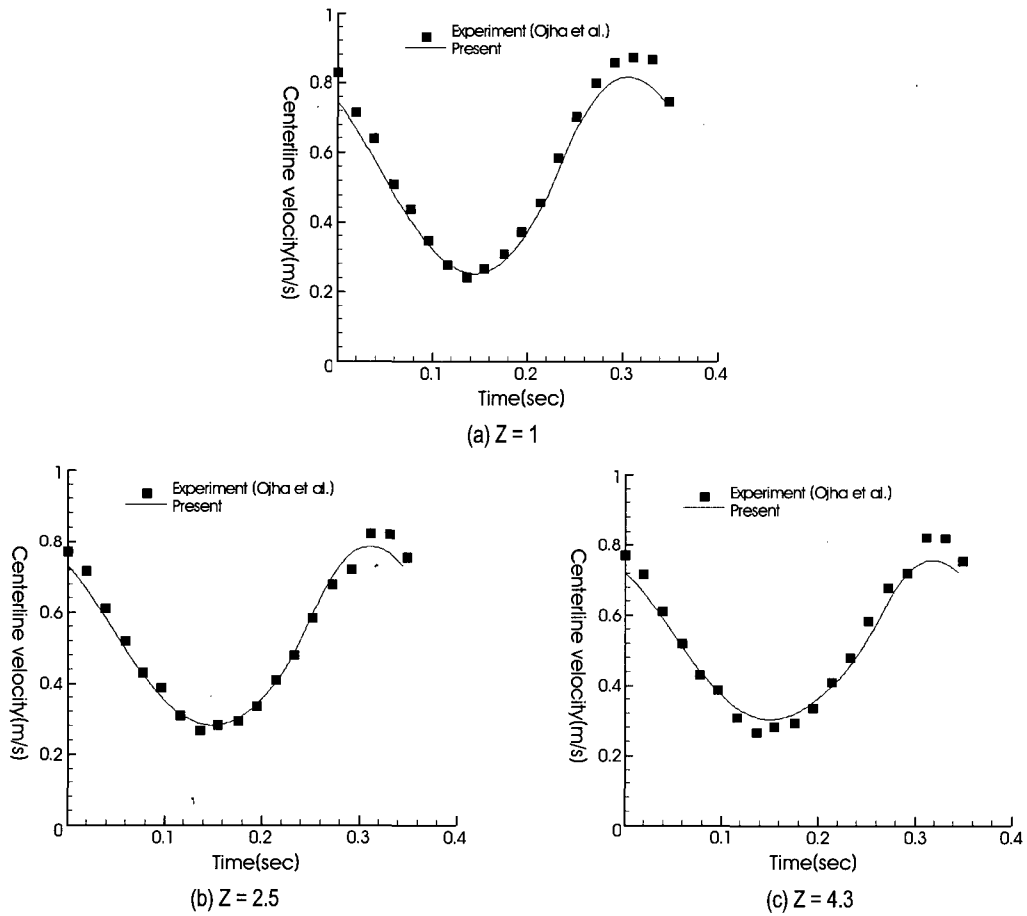 1
Experiment (Ojha et al.)
Present
0.8
0.6
0.4
0.2
0
Centerline velocity(m/s)
0.1
0.2
0.3
0.4
Time(sec)
(a) Z = 1
1
Experiment (Ojha et al.)
Present
0.8
0.6
0.4
0.2
0
Centerline velocity(m/s)
0.1
0.2
0.3
0.4
Time(sec)
(b) Z = 2.5
1
Experiment (Ojha et al.)
Present
0.8
0.6
0.4
0.2
0
Centerline velocity(m/s)
0.1
0.2
0.3
0.4
Time(sec)
(c) Z = 4.3